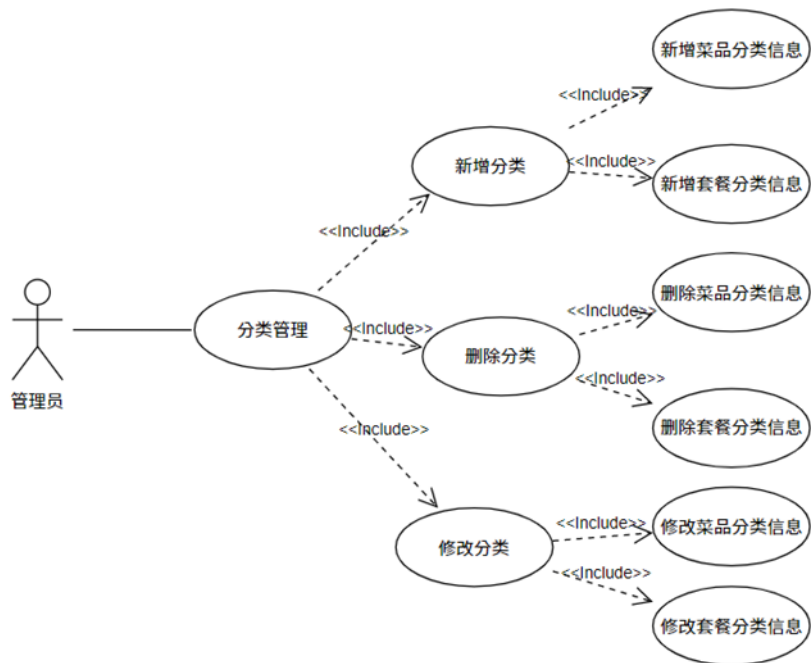 新增菜品分类信息
<<Include>>
新增分类
<<Include>>
新增套餐分类信息
<<Include>>
删除菜品分类信息
<<Include>>
分类管理
<<Include>>
删除分类
<<Include>>
管理员
删除套餐分类信息
<<Include>>
修改菜品分类信息
<<Include>>
修改分类
<<Include>>
修改套餐分类信息